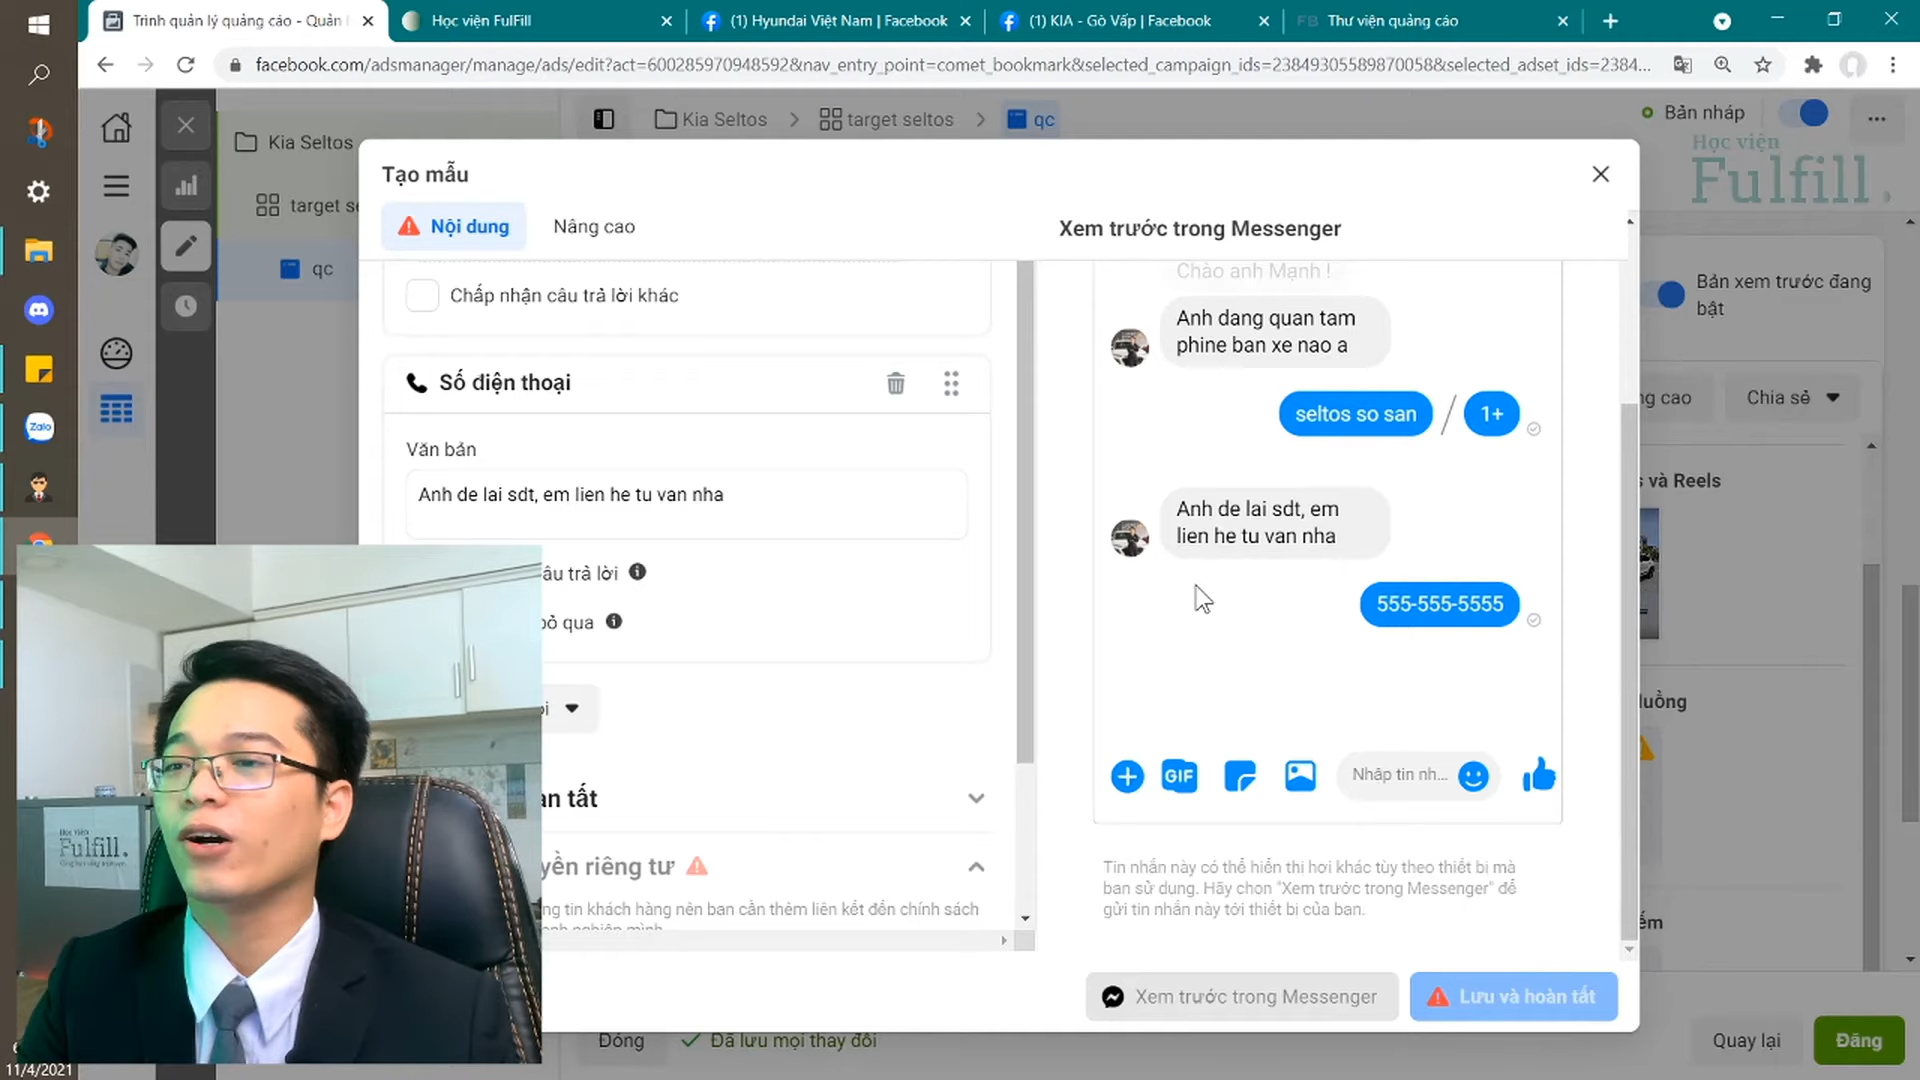 Trình quản lý quảng cáo - Quản l
Học viện FulFill
(1) Hyundai Việt Nam | Facebook
(1) KIA - Gò Vấp | Facebook
Thư viện quảng cáo
facebook.com/adsmanager/manage/ads/edit?act=600285970948592&nav_entry_point=comet_bookmark&selected_campaign_ids=23849305589870058&selected_adset_ids=2384...
Kia Seltos
target seltos
qc
Bản nháp
Học viện
Fulfill
Kia Seltos
target se
qc
Tạo mẫu
Nội dung
Nâng cao
Xem trước trong Messenger
Chấp nhận câu trả lời khác
Số điện thoại
Văn bản
Anh de lai sdt, em lien he tu van nha
âu trả lời
bỏ qua
an tất
yền riêng tư
ng tin khách hàng nên bạn cần thêm liên kết đến chính sách
Chào anh Mạnh !
Anh dang quan tam
phine ban xe nao a
seltos so san
/
1+
Anh de lai sdt, em
lien he tu van nha
555-555-5555
GIF
Nhập tin nh...
Tin nhắn này có thể hiển thị hơi khác tùy theo thiết bị mà
bạn sử dụng. Hãy chọn "Xem trước trong Messenger" để
gửi tin nhắn này tới thiết bị của bạn.
Xem trước trong Messenger
Lưu và hoàn tất
Bản xem trước đang
bật
ng cao
Chia sẻ
s và Reels
luồng
ếm
Đóng
Đã lưu mọi thay đổi
Quay lại
Đăng
Zalo
Học viện
Fulfill.
11/4/2021